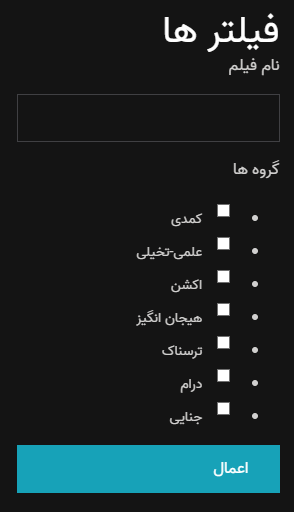 فیلتر ها
نام فیلم
گروه ها
کمدی
علمی-تخیلی
اکشن
هیجان انگیز
ترسناک
درام
جنایی
اعمال